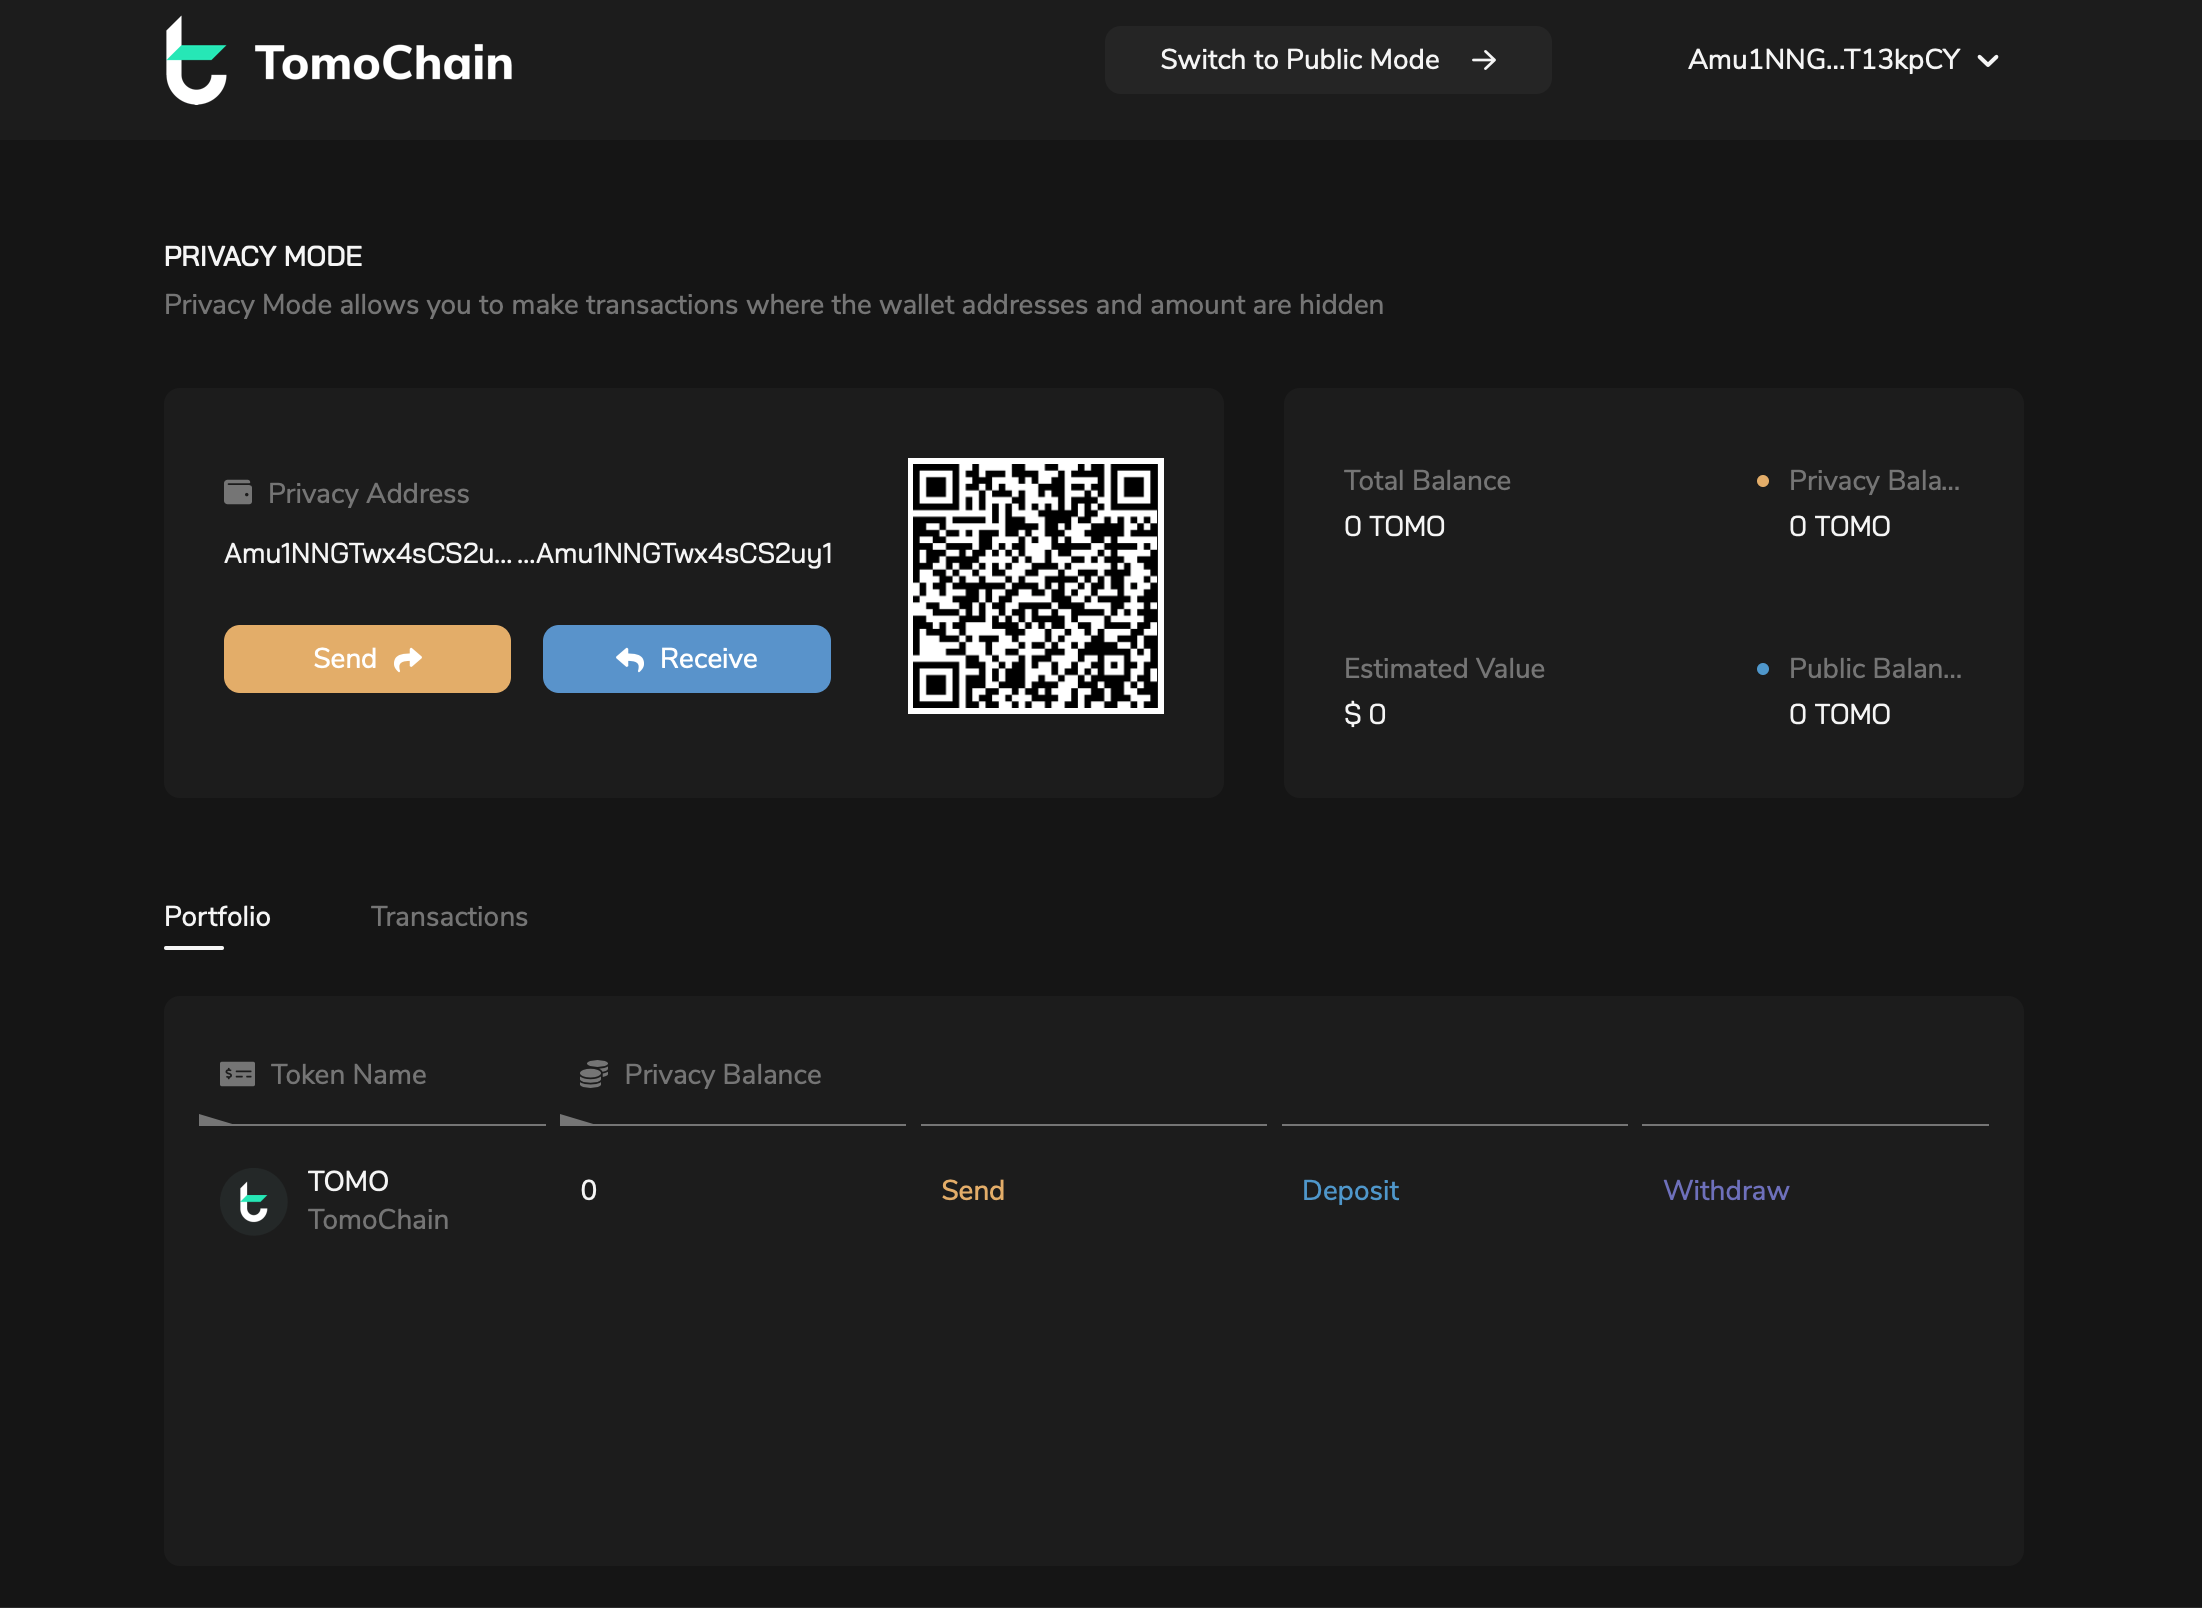 TomoChain
Switch to Public Mode
Amu1NNG...T13kpCY
PRIVACY MODE
Privacy Mode allows you to make transactions where the wallet addresses and amount are hidden
Privacy Address
Amu1NNGTwx4sCS2u... ...Amu1NNGTwx4sCS2uy1
Send
Receive
Total Balance
0 TOMO
Privacy Bala...
0 TOMO
Estimated Value
$ 0
Public Balan...
0 TOMO
Portfolio
Transactions
Token Name
Privacy Balance
TOMO
TomoChain
0
Send
Deposit
Withdraw